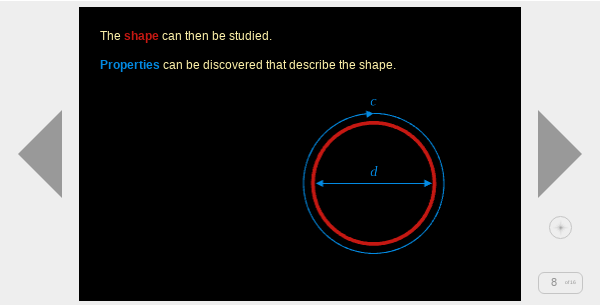 The shape can then be studied.
Properties can be discovered that describe the shape.
c
d
8 of 16